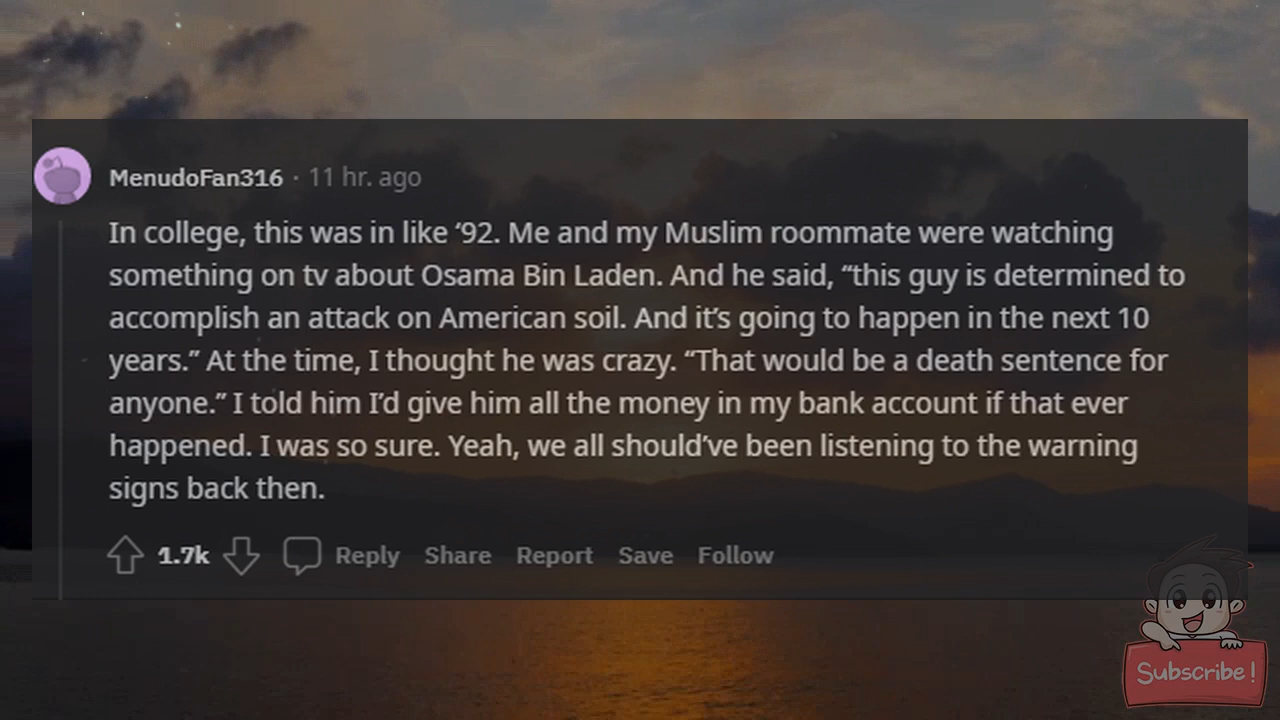 MenudoFan316 · 11 hr. ago
In college, this was in like ‘92. Me and my Muslim roommate were watching
something on tv about Osama Bin Laden. And he said, “this guy is determined to
accomplish an attack on American soil. And it’s going to happen in the next 10
years.” At the time, I thought he was crazy. “That would be a death sentence for
anyone.” I told him I’d give him all the money in my bank account if that ever
happened. I was so sure. Yeah, we all should’ve been listening to the warning
signs back then.
1.7k Reply Share Report Save Follow
Subscribe!